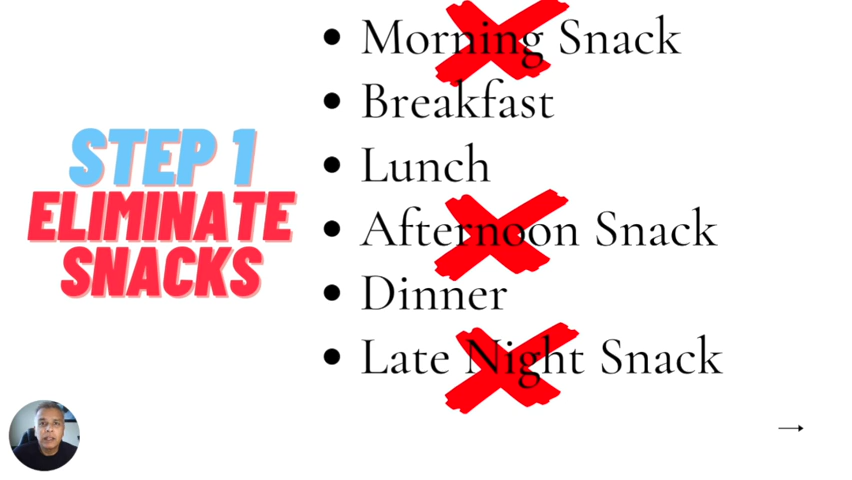 STEP 1
ELIMINATE
SNACKS
• Morning Snack
• Breakfast
• Lunch
• Afternoon Snack
• Dinner
• Late Night Snack